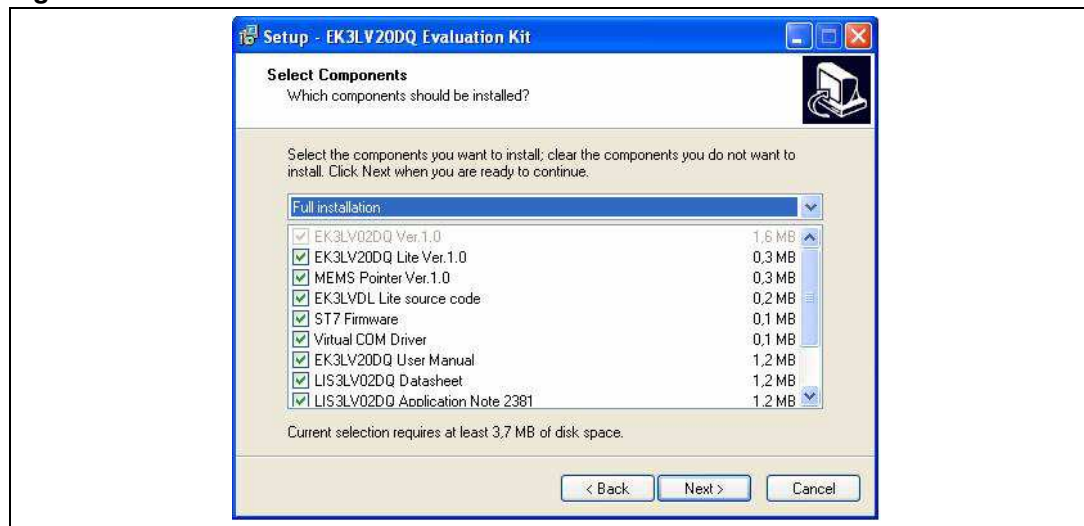 Setup - EK3LV20DQ Evaluation Kit
Select Components
Which components should be installed?
Select the components you want to install; clear the components you do not want to
install. Click Next when you are ready to continue.
Full installation
EK3LV02DQ Ver.1.0 1,6 MB
EK3LV20DQ Lite Ver.1.0 0,3 MB
MEMS Pointer Ver.1.0 0,3 MB
EK3LVDL Lite source code 0,2 MB
ST7 Firmware 0,1 MB
Virtual COM Driver 0,1 MB
EK3LV20DQ User Manual 1,2 MB
LIS3LV02DQ Datasheet 1,2 MB
LIS3LV02DQ Application Note 2381 1,2 MB
Current selection requires at least 3,7 MB of disk space.
< Back Next > Cancel